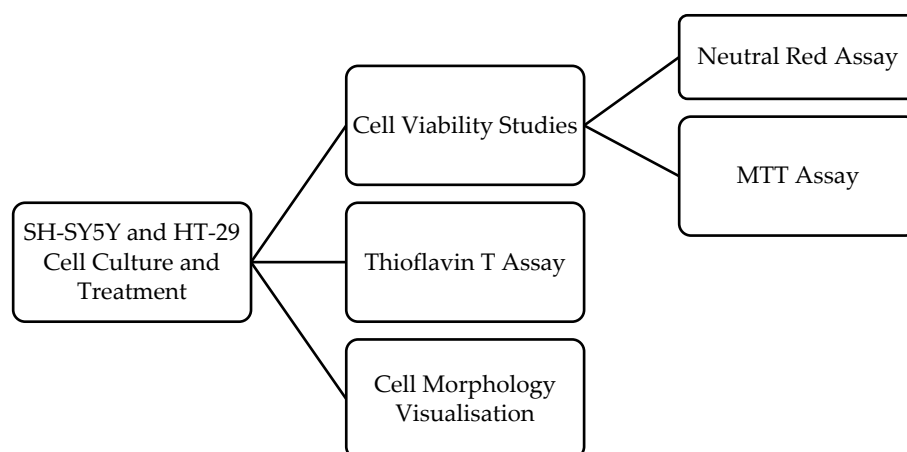 SH-SY5Y and HT-29
Cell Culture and
Treatment
Cell Viability Studies
Thioflavin T Assay
Cell Morphology
Visualisation
Neutral Red Assay
MTT Assay